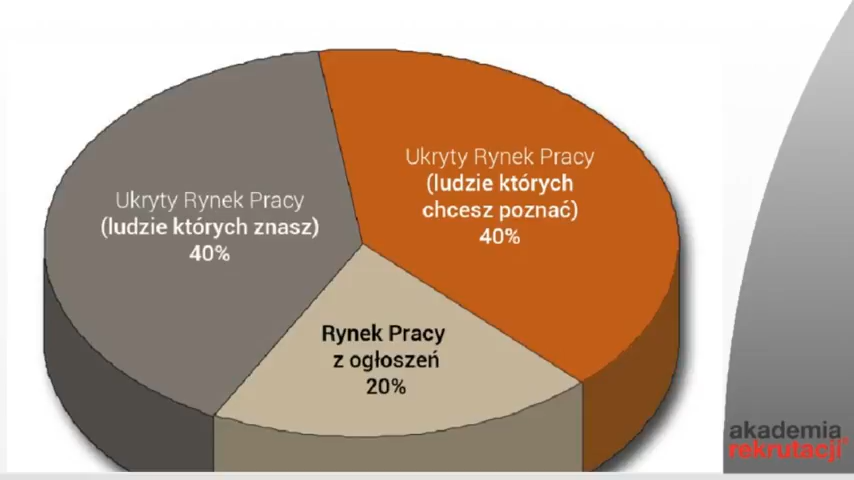 Ukryty Rynek Pracy
(ludzie których znasz)
40%
Ukryty Rynek Pracy
(ludzie których
chcesz poznać)
40%
Rynek Pracy
z ogłoszeń
20%
akademia
rekrutacji